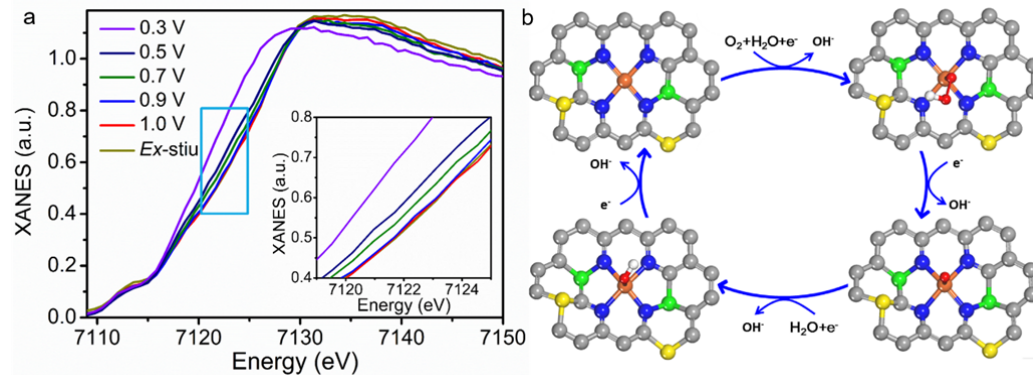 a
XANES (a.u.)
1.0
0.8
0.6
0.4
0.2
0.0
0.3 V
0.5 V
0.7 V
0.9 V
1.0 V
Ex-stiu
XANES (a.u.)
0.8
0.7
0.6
0.5
0.4
7120 7122 7124
Energy (eV)
7110 7120 7130 7140 7150
Energy (eV)
b
O₂+H₂O+e⁻ OH⁻
OH⁻
e⁻
e⁻
OH⁻
OH⁻ H₂O+e⁻